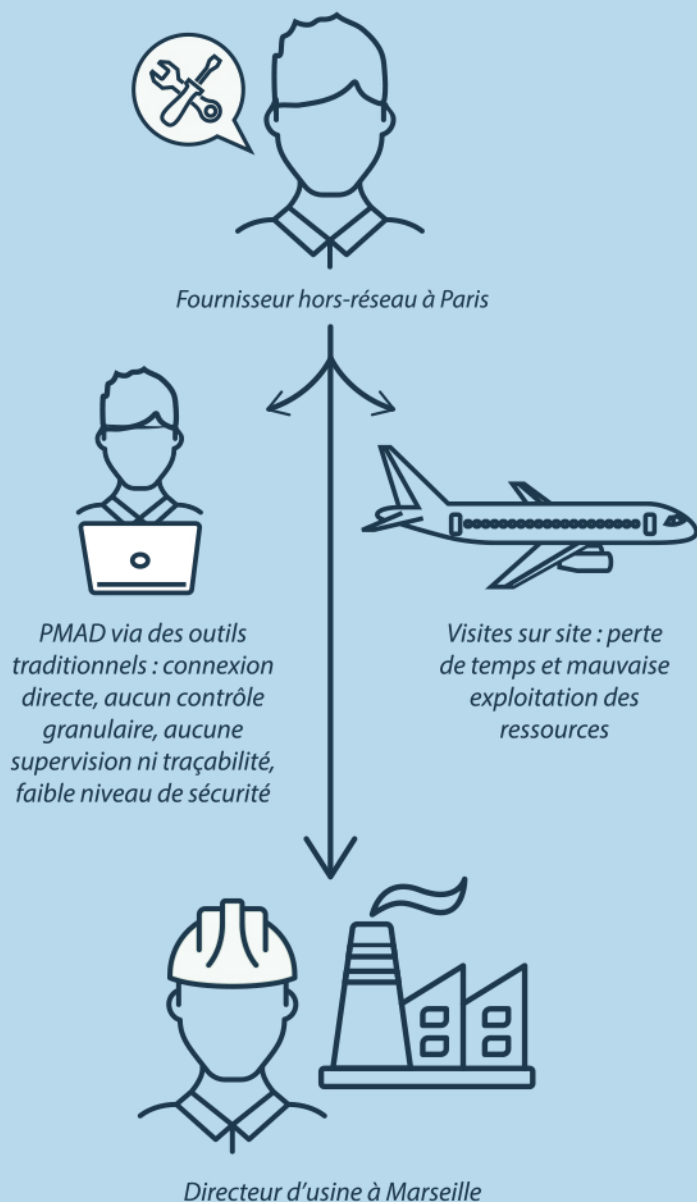 Fournisseur hors-réseau à Paris
PMAD via des outils
traditionnels : connexion
directe, aucun contrôle
granulaire, aucune
supervision ni traçabilité,
faible niveau de sécurité
Visites sur site : perte
de temps et mauvaise
exploitation des
ressources
Directeur d'usine à Marseille